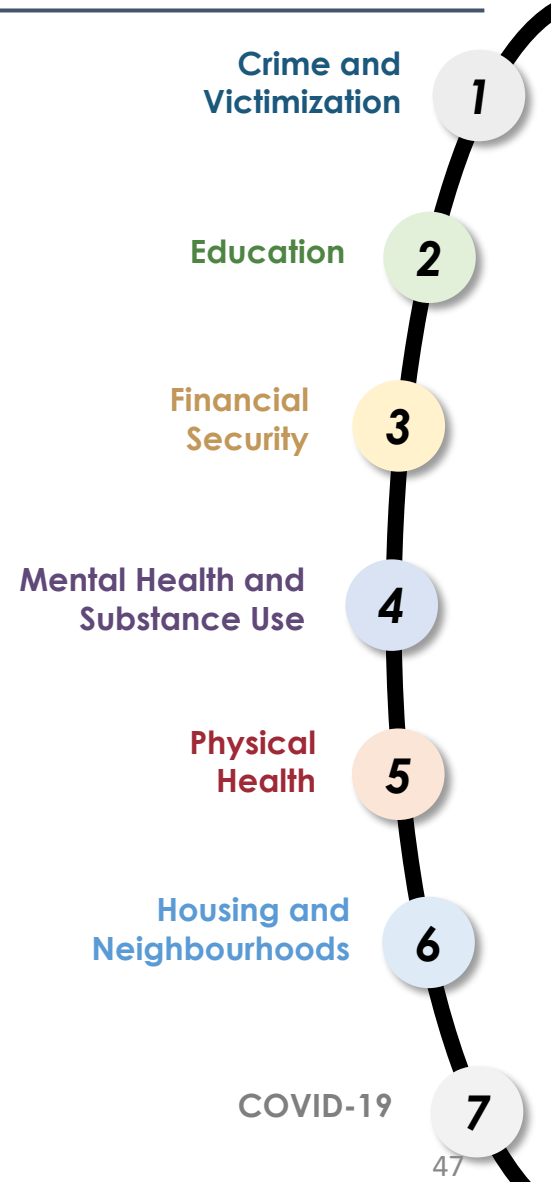 Crime and
Victimization
1
Education
2
Financial
Security
3
Mental Health and
Substance Use
4
Physical
Health
5
Housing and
Neighbourhoods
6
COVID-19
7
47